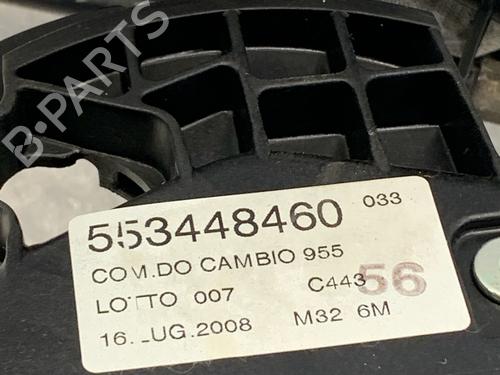 B-PARTS
553448460 033
COM.DO CAMBIO 955
LOTTO 007 C443 56
16 LUG.2008 M32 6M